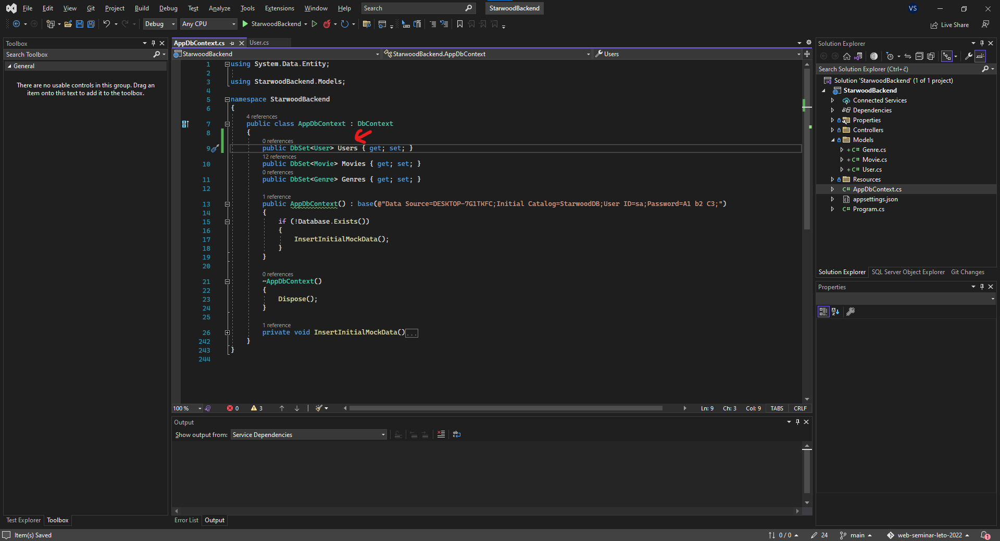 File Edit View Git Project Build Debug Test Analyze Tools Extensions Window Help Search StarwoodBackend VS
Debug Any CPU StarwoodBackend Live Share
Toolbox
Search Toolbox
General
There are no usable controls in this group. Drag an
item onto this text to add it to the toolbox.
Test Explorer Toolbox
AppDbContext.cs User.cs
StarwoodBackend StarwoodBackend.AppDbContext Users
1 using System.Data.Entity;
2
3 using StarwoodBackend.Models;
4
5 namespace StarwoodBackend
6 {
4 references
7 public class AppDbContext : DbContext
8 {
0 references
9 public DbSet<User> Users { get; set; }
12 references
10 public DbSet<Movie> Movies { get; set; }
0 references
11 public DbSet<Genre> Genres { get; set; }
12
1 reference
13 public AppDbContext() : base(@"Data Source=DESKTOP-7G1TKFC;Initial Catalog=StarwoodDB;User ID=sa;Password=A1 b2 C3;")
14 {
15 if (!Database.Exists())
16 {
17 InsertInitialMockData();
18 }
19 }
20
0 references
21 ~AppDbContext()
22 {
23 Dispose();
24 }
25
1 reference
26 private void InsertInitialMockData()...
242 }
243 }
244
100 % 0 3 Ln: 9 Ch: 3 Col: 9 TABS CRLF
Output
Show output from: Service Dependencies
Error List Output
Solution Explorer
Search Solution Explorer (Ctrl+č)
Solution 'StarwoodBackend' (1 of 1 project)
StarwoodBackend
Connected Services
Dependencies
Properties
Controllers
Models
C# Genre.cs
C# Movie.cs
C# User.cs
Resources
C# AppDbContext.cs
appsettings.json
C# Program.cs
Solution Explorer SQL Server Object Explorer Git Changes
Properties
Item(s) Saved 0 / 0 24 main web-seminar-leto-2022 1